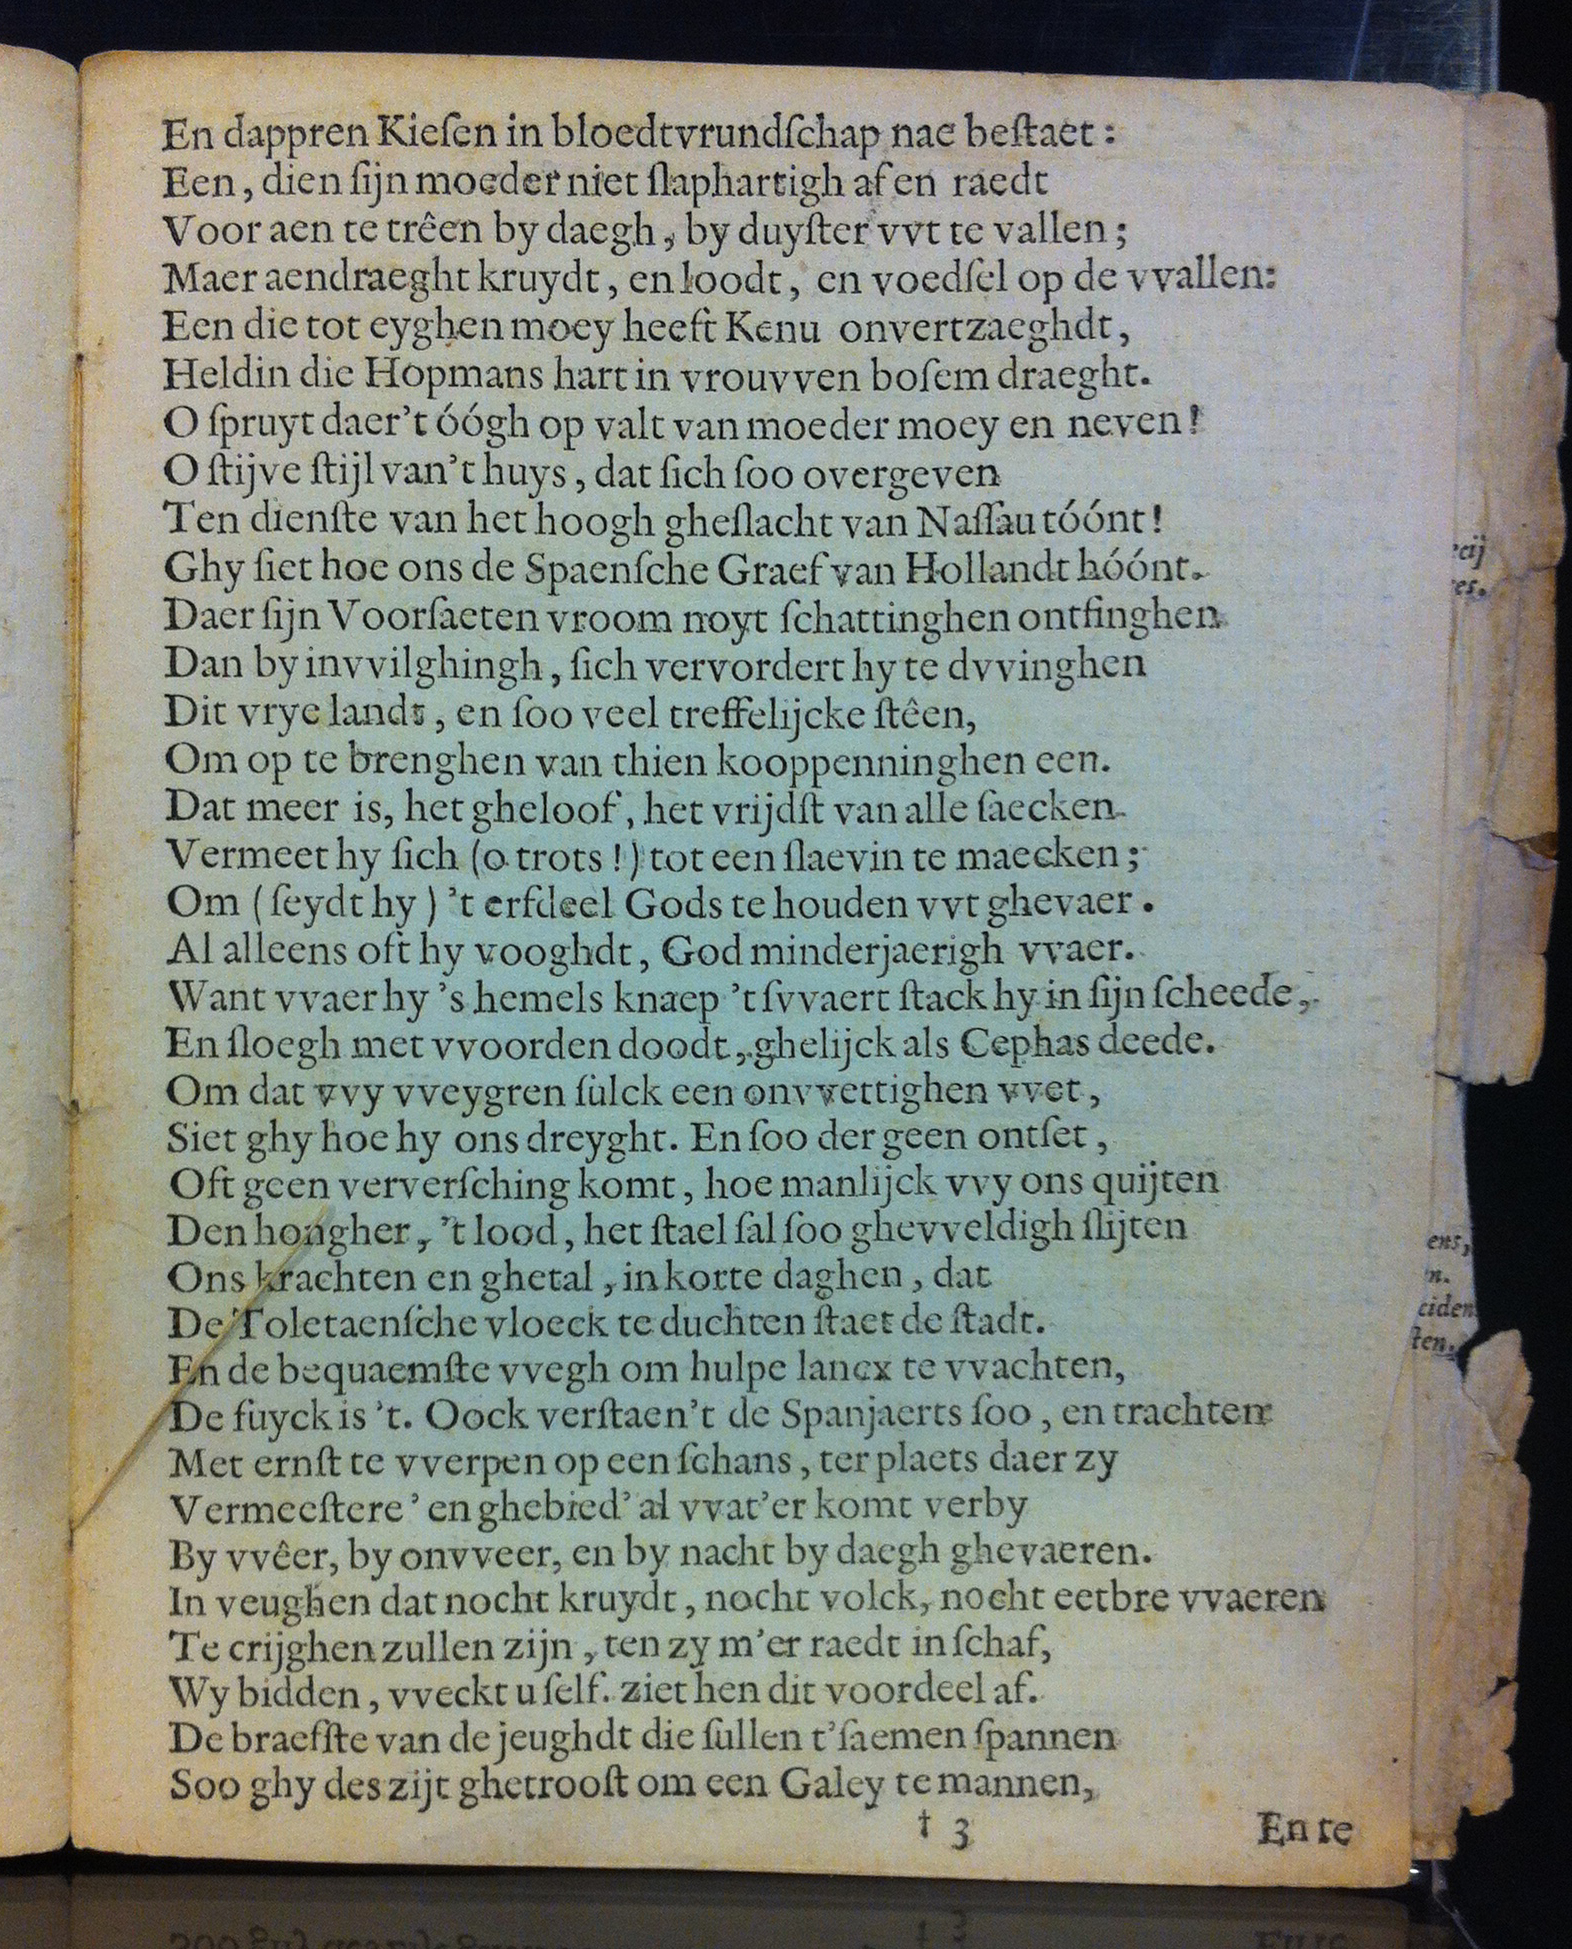 En dappren Kieſen in bloedtvrundſchap nae beſtaet :
Een, dien ſijn moeder niet ſlaphartigh af en raedt
Voor aen te trêen by daegh, by duyſter vvt te vallen ;
Maer aendraeght kruydt, en loodt, en voedſel op de vvallen:
Een die tot eyghen moey heeft Kenu onvertzaeghdt,
Heldin die Hopmans hart in vrouvven boſem draeght.
O ſpruyt daer't óógh op valt van moeder moey en neven!
O ſtijve ſtijl van't huys, dat ſich ſoo overgeven
Ten dienſte van het hoogh gheſlacht van Naſſau tóónt!
Ghy ſiet hoe ons de Spaenſche Graef van Hollandt hóónt.
Daer ſijn Voorſaeten vroom noyt ſchattinghen ontfinghen
Dan by invvilghingh, ſich vervordert hy te dvvinghen
Dit vrye landt, en ſoo veel treffelijcke ſtêen,
Om op te brenghen van thien kooppenninghen een.
Dat meer is, het gheloof, het vrijdſt van alle ſaecken
Vermeet hy ſich (o trots !) tot een ſlaevin te maecken ;
Om ( ſeydt hy ) 't erfdeel Gods te houden vvt ghevaer.
Al alleens oft hy vooghdt, God minderjaerigh vvaer.
Want vvaer hy 's hemels knaep 't ſvvaert ſtack hy in ſijn ſcheede,
En ſloegh met vvoorden doodt, ghelijck als Cephas deede.
Om dat vvy vveygren ſulck een onvvettighen vvet,
Siet ghy hoe hy ons dreyght. En ſoo der geen ontſet,
Oft geen ververſching komt, hoe manlijck vvy ons quijten
Den hongher, 't lood, het ſtael ſal ſoo ghevveldigh ſlijten
Ons krachten en ghetal, in korte daghen, dat
De Toletaenſche vloeck te duchten ſtaet de ſtadt.
En de bequaemſte vvegh om hulpe lancx te vvachten,
De fuyck is 't. Oock verſtaen't de Spanjaerts ſoo, en trachten
Met ernſt te vverpen op een ſchans, ter plaets daer zy
Vermeeſtere' en ghebied' al vvat'er komt verby
By vvêer, by onvveer, en by nacht by daegh ghevaeren.
In veughen dat nocht kruydt, nocht volck, nocht eetbre vvaeren
Te crijghen zullen zijn, ten zy m'er raedt in ſchaf,
Wy bidden, vveckt u ſelf. ziet hen dit voordeel af.
De braefſte van de jeughdt die ſullen t'ſaemen ſpannen
Soo ghy des zijt ghetrooſt om een Galey te mannen,
† 3 En te
eij
es.
ens,
n.
eiden
ten.